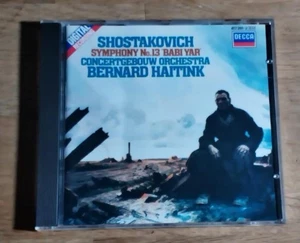 DIGITAL
DECCA
SHOSTAKOVICH
SYMPHONY No.13 'BABI YAR'
CONCERTGEBOUW ORCHESTRA
BERNARD HAITINK